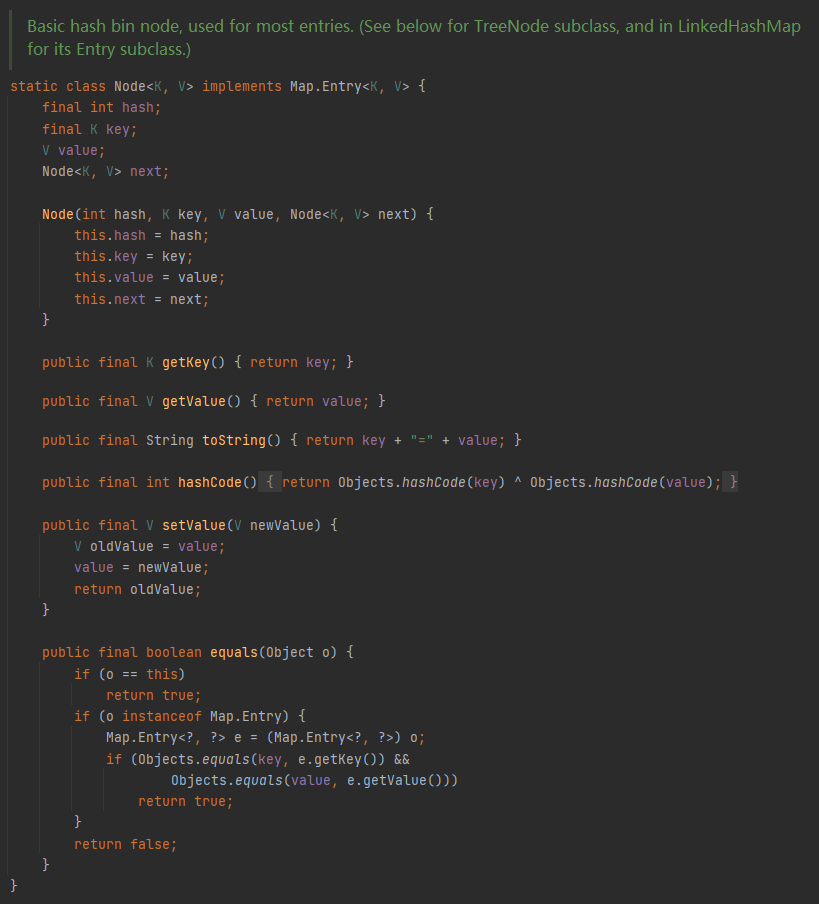 Basic hash bin node, used for most entries. (See below for TreeNode subclass, and in LinkedHashMap
for its Entry subclass.)
static class Node<K, V> implements Map.Entry<K, V> {
    final int hash;
    final K key;
    V value;
    Node<K, V> next;

    Node(int hash, K key, V value, Node<K, V> next) {
        this.hash = hash;
        this.key = key;
        this.value = value;
        this.next = next;
    }

    public final K getKey() { return key; }

    public final V getValue() { return value; }

    public final String toString() { return key + "=" + value; }

    public final int hashCode() { return Objects.hashCode(key) ^ Objects.hashCode(value); }

    public final V setValue(V newValue) {
        V oldValue = value;
        value = newValue;
        return oldValue;
    }

    public final boolean equals(Object o) {
        if (o == this)
            return true;
        if (o instanceof Map.Entry) {
            Map.Entry<?, ?> e = (Map.Entry<?, ?>) o;
            if (Objects.equals(key, e.getKey()) &&
                    Objects.equals(value, e.getValue()))
                return true;
        }
        return false;
    }
}